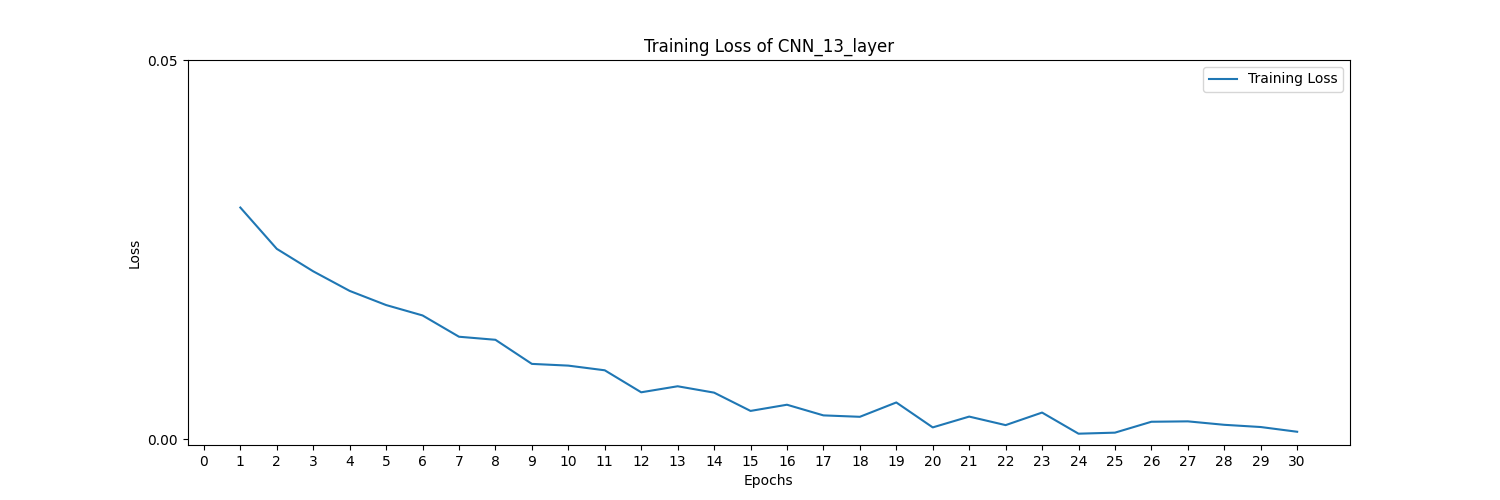 Training Loss of CNN_13_layer
0.05
Training Loss
Loss
0.00
0 1 2 3 4 5 6 7 8 9 10 11 12 13 14 15 16 17 18 19 20 21 22 23 24 25 26 27 28 29 30
Epochs